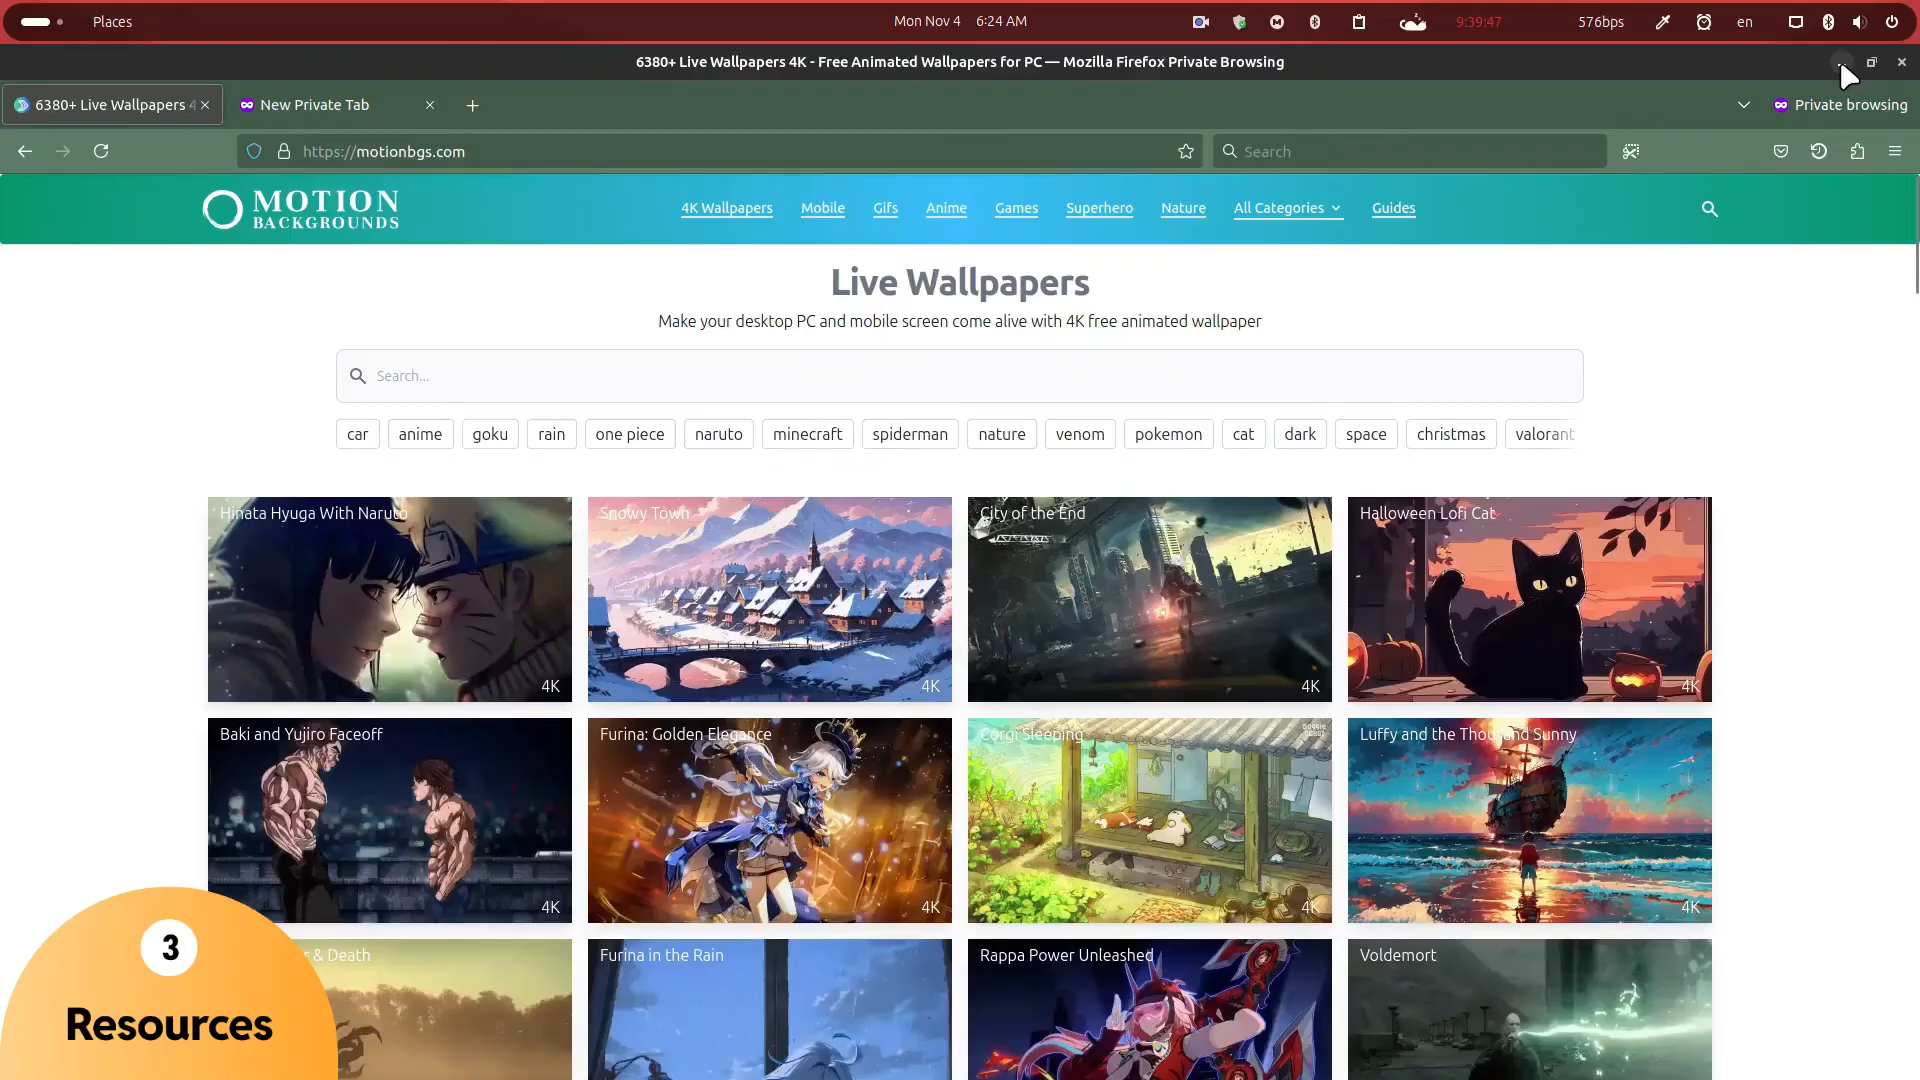 Places
Mon Nov 4 6:24 AM
9:39:47
576bps
en
6380+ Live Wallpapers 4K - Free Animated Wallpapers for PC — Mozilla Firefox Private Browsing
6380+ Live Wallpapers 4
New Private Tab
Private browsing
https://motionbgs.com
Search
MOTION
BACKGROUNDS
4K Wallpapers
Mobile
Gifs
Anime
Games
Superhero
Nature
All Categories
Guides
Live Wallpapers
Make your desktop PC and mobile screen come alive with 4K free animated wallpaper
Search...
car
anime
goku
rain
one piece
naruto
minecraft
spiderman
nature
venom
pokemon
cat
dark
space
christmas
valorant
Hinata Hyuga With Naruto
4K
Snowy Town
4K
City of the End
4K
Halloween Lofi Cat
4K
Baki and Yujiro Faceoff
4K
Furina: Golden Elegance
4K
Corgi Sleeping
4K
Luffy and the Thousand Sunny
4K
& Death
Furina in the Rain
Rappa Power Unleashed
Voldemort
3
Resources